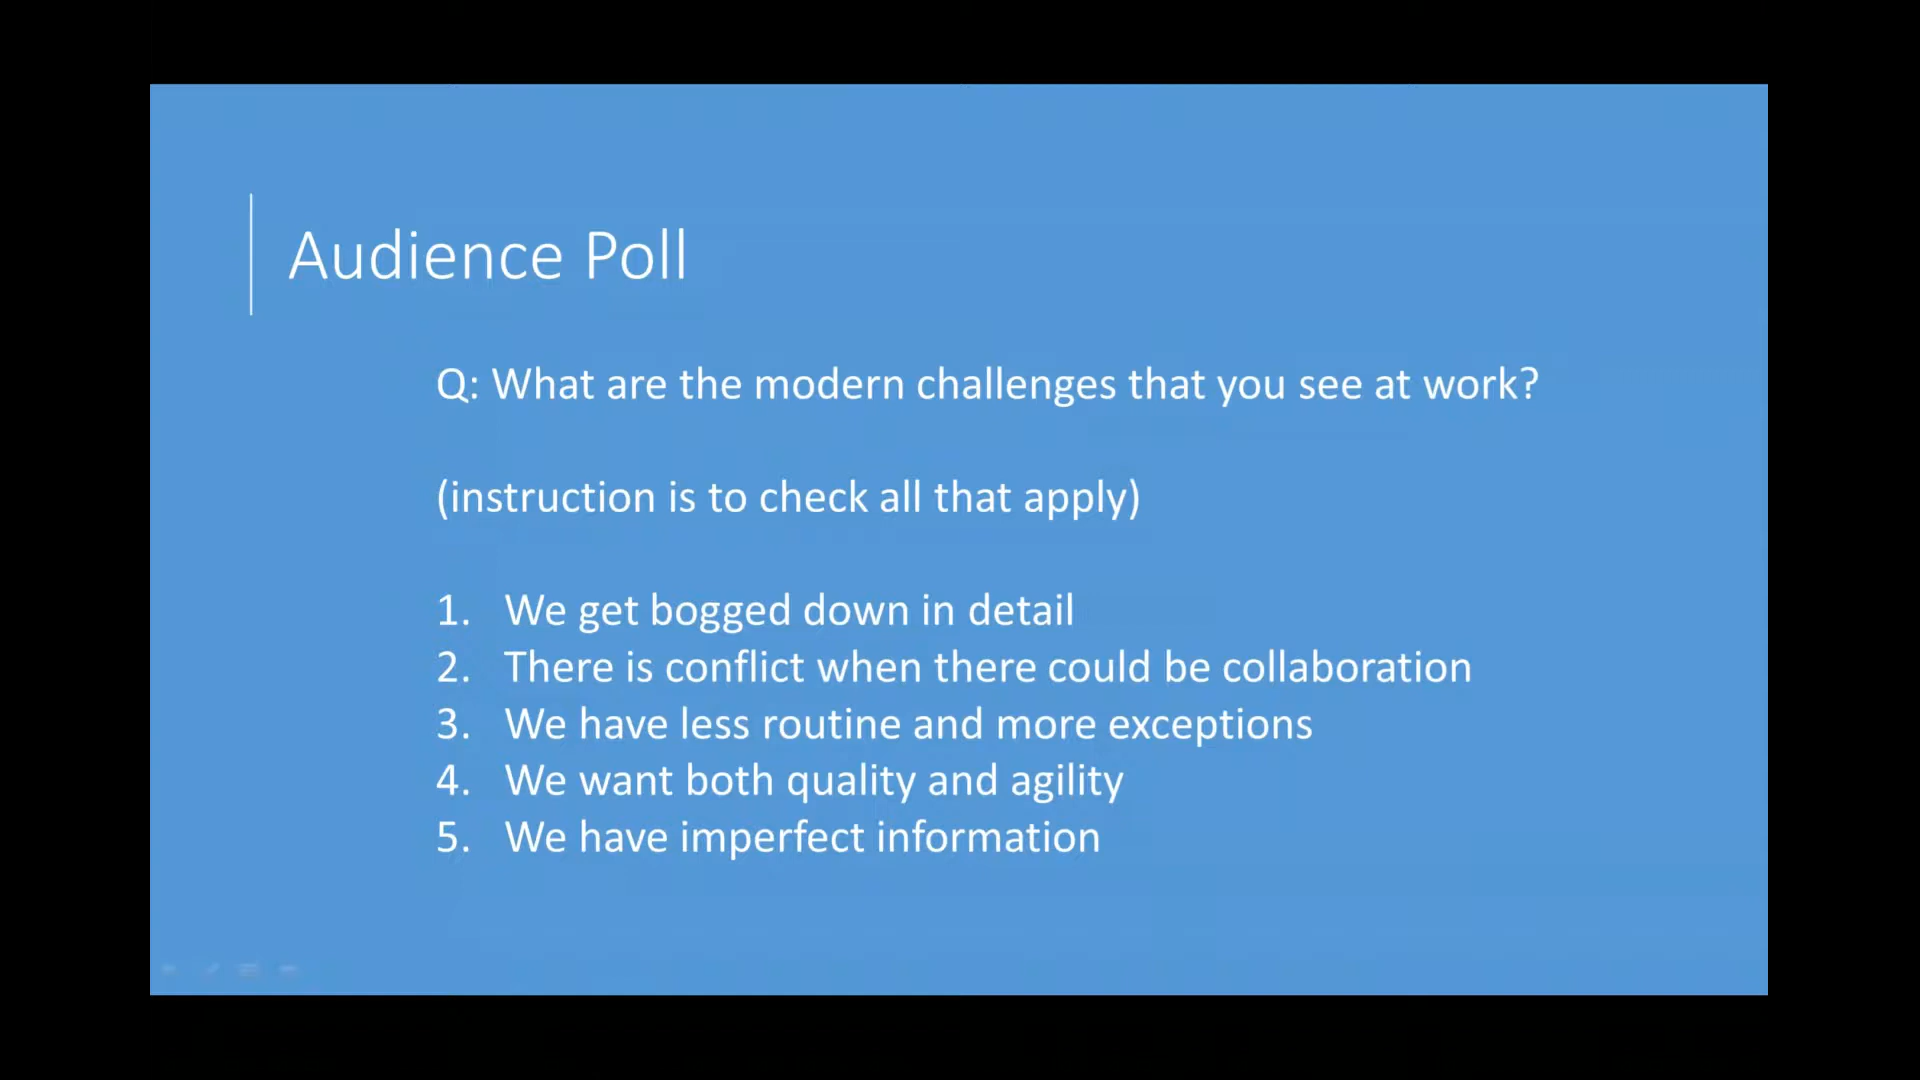 Audience Poll
Q: What are the modern challenges that you see at work?
(instruction is to check all that apply)
1. We get bogged down in detail
2. There is conflict when there could be collaboration
3. We have less routine and more exceptions
4. We want both quality and agility
5. We have imperfect information